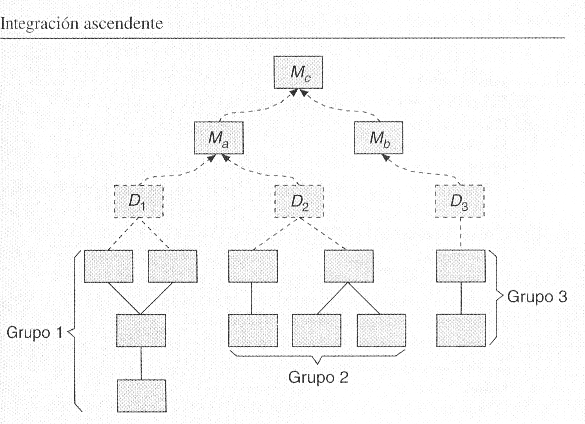 Integración ascendente
Mc
Ma
Mb
D1
D2
D3
Grupo 1
Grupo 3
Grupo 2